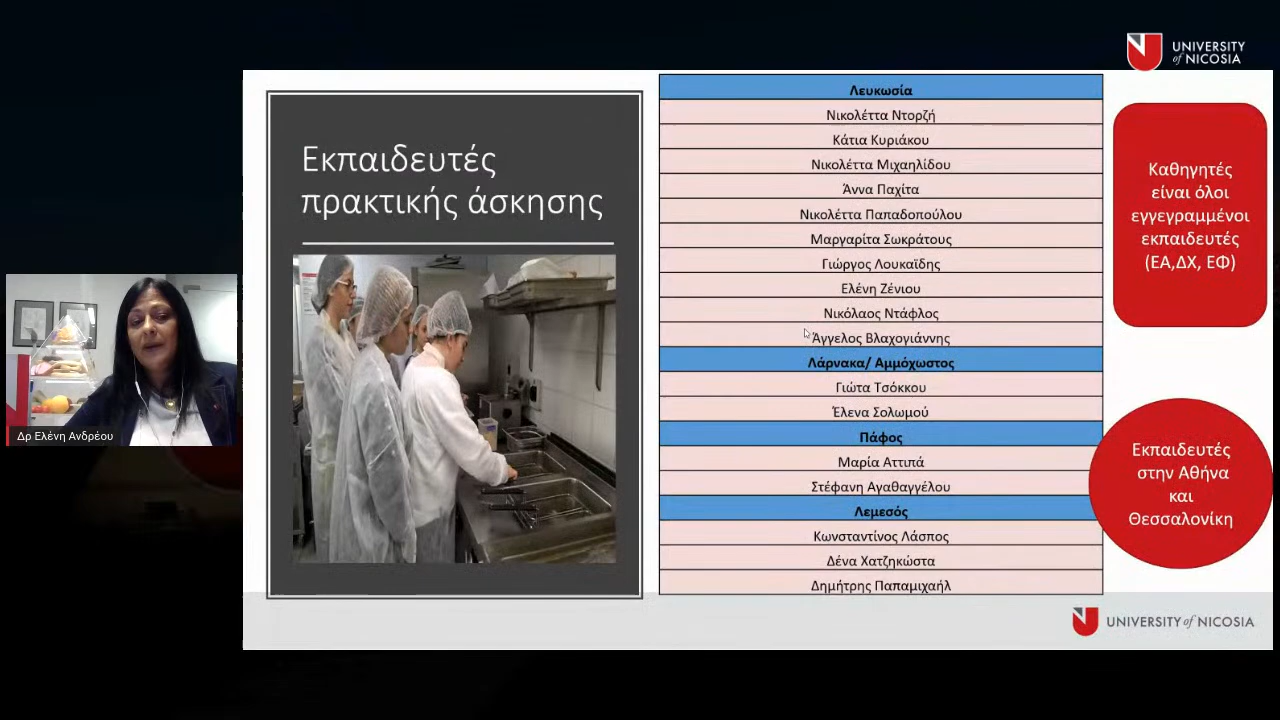 UNIVERSITY
of NICOSIA
Εκπαιδευτές
πρακτικής άσκησης
Λευκωσία
Νικολέττα Ντορζή
Κάτια Κυριάκου
Νικολέττα Μιχαηλίδου
Άννα Παχίτα
Νικολέττα Παπαδοπούλου
Μαργαρίτα Σωκράτους
Γιώργος Λουκαΐδης
Ελένη Ζένιου
Νικόλαος Ντάφλος
Άγγελος Βλαχογιάννης
Λάρνακα/ Αμμόχωστος
Γιώτα Τσόκκου
Έλενα Σολωμού
Πάφος
Μαρία Αττιπά
Στέφανη Αγαθαγγέλου
Λεμεσός
Κωνσταντίνος Λάσπος
Δένα Χατζηκώστα
Δημήτρης Παπαμιχαήλ
Καθηγητές
είναι όλοι
εγγεγραμμένοι
εκπαιδευτές
(ΕΑ,ΔΧ, ΕΦ)
Εκπαιδευτές
στην Αθήνα
και
Θεσσαλονίκη
Δρ Ελένη Ανδρέου
UNIVERSITY of NICOSIA